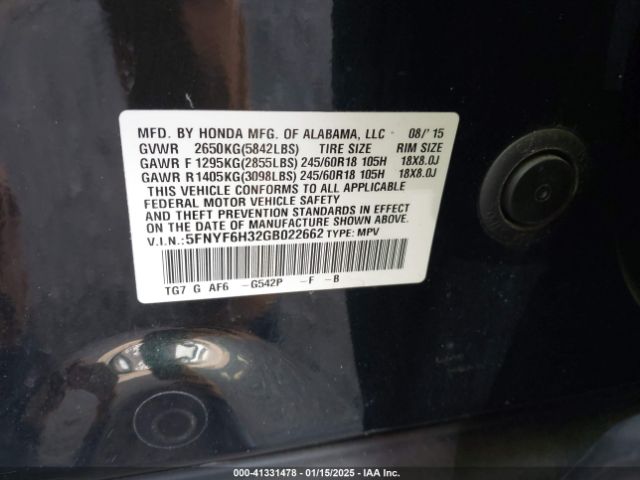 MFD. BY HONDA MFG. OF ALABAMA, LLC 08/'15
GVWR 2650KG(5842LBS) TIRE SIZE RIM SIZE
GAWR F 1295KG(2855LBS) 245/60R18 105H 18X8.0J
GAWR R 1405KG(3098LBS) 245/60R18 105H 18X8.0J
THIS VEHICLE CONFORMS TO ALL APPLICABLE
FEDERAL MOTOR VEHICLE SAFETY
AND THEFT PREVENTION STANDARDS IN EFFECT
ON THE DATE OF MANUFACTURE SHOWN ABOVE.
V.I.N.:5FNYF6H32GB022662 TYPE: MPV
TG7 G AF6 -G542P -F -B
000-41331478 - 01/15/2025 - IAA Inc.